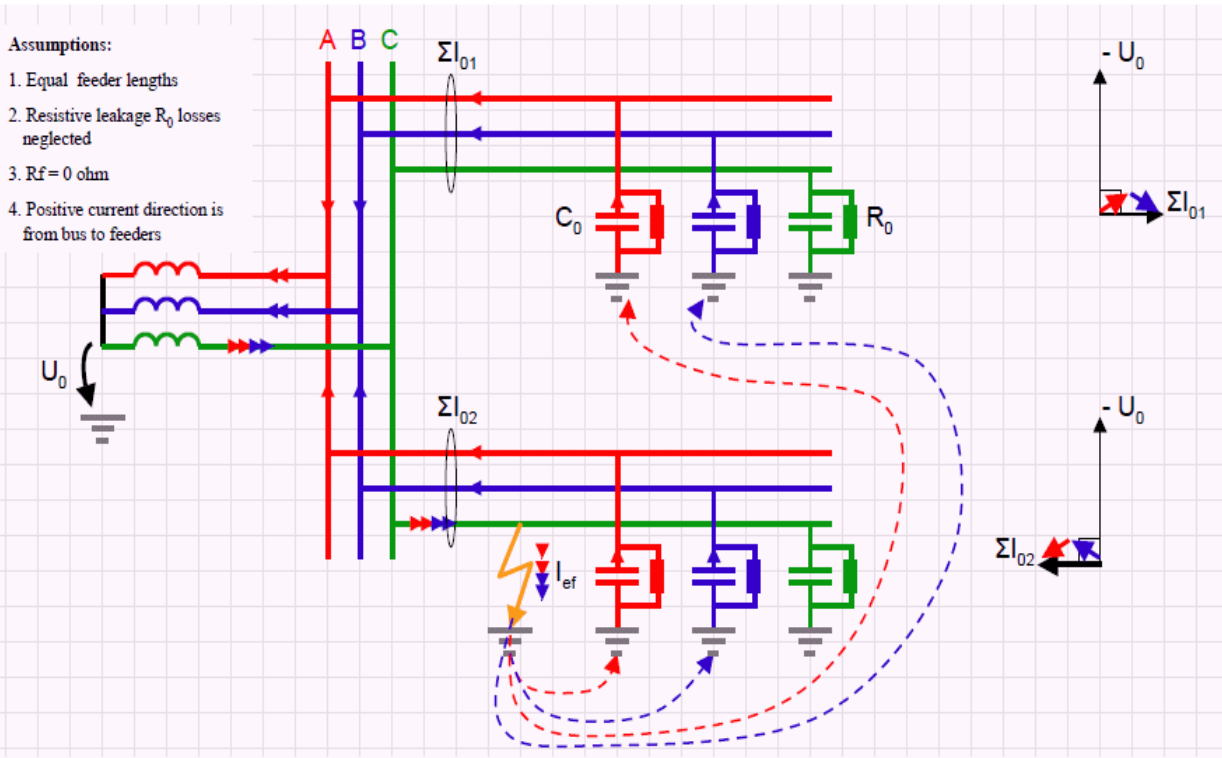 Assumptions:
1. Equal feeder lengths
2. Resistive leakage R₀ losses
neglected
3. Rf = 0 ohm
4. Positive current direction is
from bus to feeders
A B C
ΣI₀₁
- U₀
C₀
R₀
ΣI₀₁
U₀
ΣI₀₂
- U₀
I_ef
ΣI₀₂